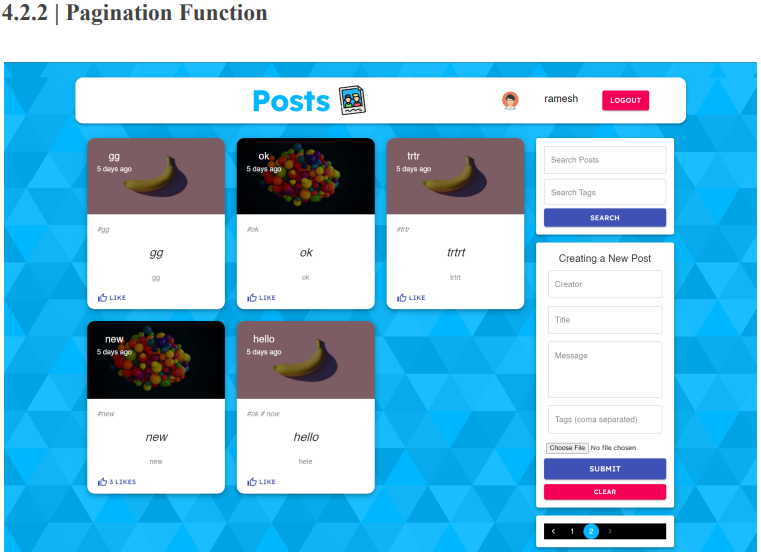 4.2.2 | Pagination Function
Posts
ramesh
LOGOUT
gg
5 days ago
#gg
gg
gg
LIKE
ok
5 days ago
#ok
ok
ok
LIKE
trtr
5 days ago
#trtr
trtrt
trtrt
LIKE
new
5 days ago
#new
new
new
3 LIKES
hello
5 days ago
#ok # now
hello
hele
LIKE
Search Posts
Search Tags
SEARCH
Creating a New Post
Creator
Title
Message
Tags (coma separated)
Choose File No file chosen
SUBMIT
CLEAR
< 1 2 >